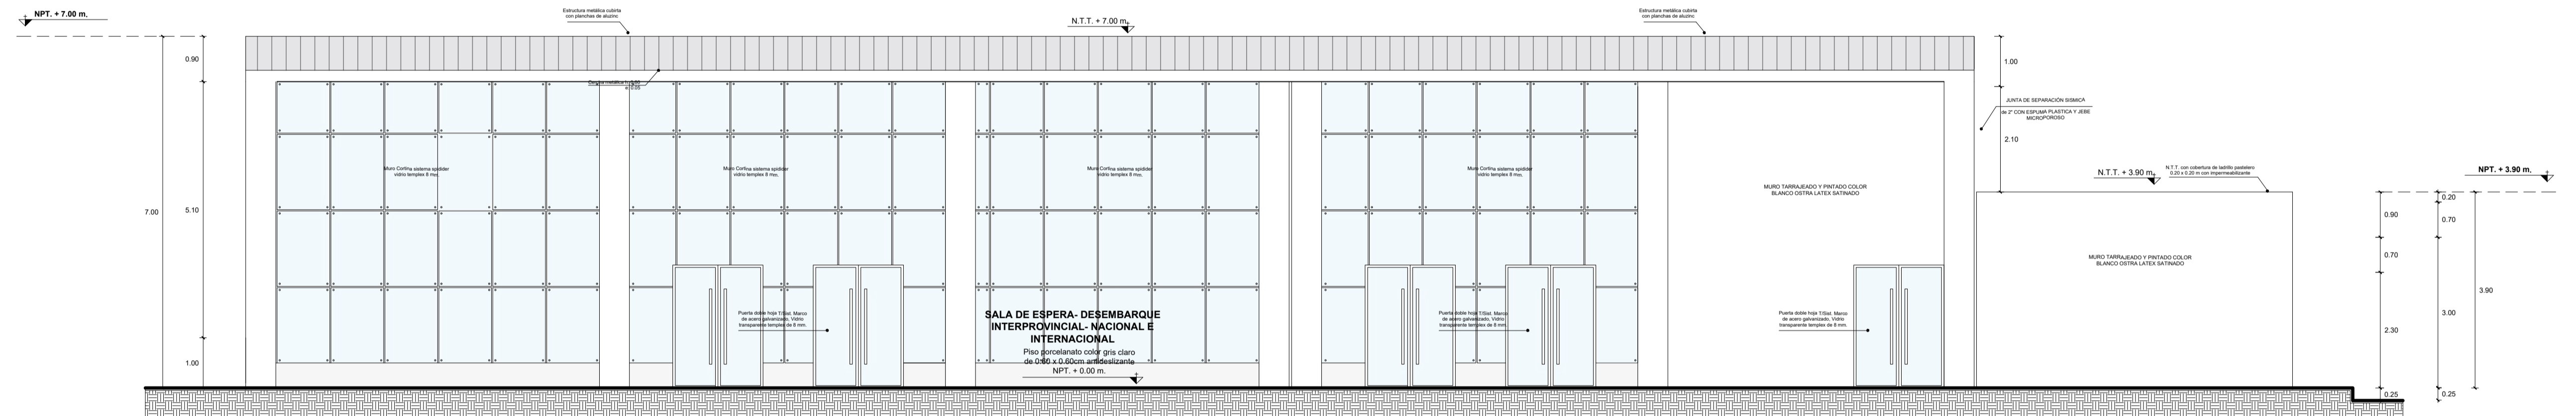 NPT. + 7.00 m.
Estructura metálica cubirta
con planchas de aluzinc
N.T.T. + 7.00 m.
Estructura metálica cubirta
con planchas de aluzinc
0.90
5.10
1.00
7.00
e: 0.05
Muro Cortina sistema spidider
vidrio templex 8 mm.
Muro Cortina sistema spidider
vidrio templex 8 mm.
Muro Cortina sistema spidider
vidrio templex 8 mm.
Muro Cortina sistema spidider
vidrio templex 8 mm.
1.00
JUNTA DE SEPARACIÓN SISMICA
de 2" CON ESPUMA PLASTICA Y JEBE
MICROPOROSO
2.10
MURO TARRAJEADO Y PINTADO COLOR
BLANCO OSTRA LATEX SATINADO
N.T.T. + 3.90 m.
N.T.T. con cobertura de ladrillo pastelero
0.20 x 0.20 m con impermeabilizante
NPT. + 3.90 m.
MURO TARRAJEADO Y PINTADO COLOR
BLANCO OSTRA LATEX SATINADO
Puerta doble hoja T/Sist. Marco
de acero galvanizado, Vidrio
transparente templex de 8 mm.
SALA DE ESPERA- DESEMBARQUE
INTERPROVINCIAL- NACIONAL E
INTERNACIONAL
Piso porcelanato color gris claro
de 0.60 x 0.60cm antideslizante
NPT. + 0.00 m.
Puerta doble hoja T/Sist. Marco
de acero galvanizado, Vidrio
transparente templex de 8 mm.
Puerta doble hoja T/Sist. Marco
de acero galvanizado, Vidrio
transparente templex de 8 mm.
0.90
0.70
2.30
0.25
0.20
0.70
3.00
0.25
3.90